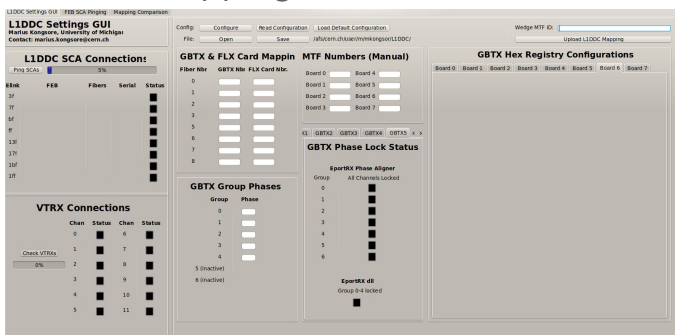 L1DDC Settings GUI FEB SCA Pinging Mapping Comparison
L1DDC Settings GUI
Marius Kongsore, University of Michigan
Contact: marius.kongsore@cern.ch
Config: Configure Read Configuration Load Default Configuration
File: Open Save /afs/cern.ch/user/m/mkongsor/L1DDC/
Wedge MTF ID:
Upload L1DDC Mapping
L1DDC SCA Connections
Ping SCAs 5%
Elink FEB Fibers Serial Status
3f
7f
bf
ff
13f
17f
1bf
1ff
VTRX Connections
Chan Status Chan Status
0 6
Check VTRXs 1 7
0% 2 8
3 9
4 10
5 11
GBTX & FLX Card Mappin
Fiber Nbr GBTX Nbr FLX Card Nbr.
0
1
2
3
5
6
7
8
GBTX Group Phases
Group Phase
0
1
2
3
4
5 (inactive)
6 (inactive)
MTF Numbers (Manual)
Board 0 Board 4
Board 1 Board 5
Board 2 Board 6
Board 3 Board 7
X1 GBTX2 GBTX3 GBTX4 GBTX5 < >
GBTX Phase Lock Status
EportRX Phase Aligner
Group All Channels Locked
0
1
2
3
4
5
6
EportRX dll
Group 0-4 locked
GBTX Hex Registry Configurations
Board 0 Board 1 Board 2 Board 3 Board 4 Board 5 Board 6 Board 7